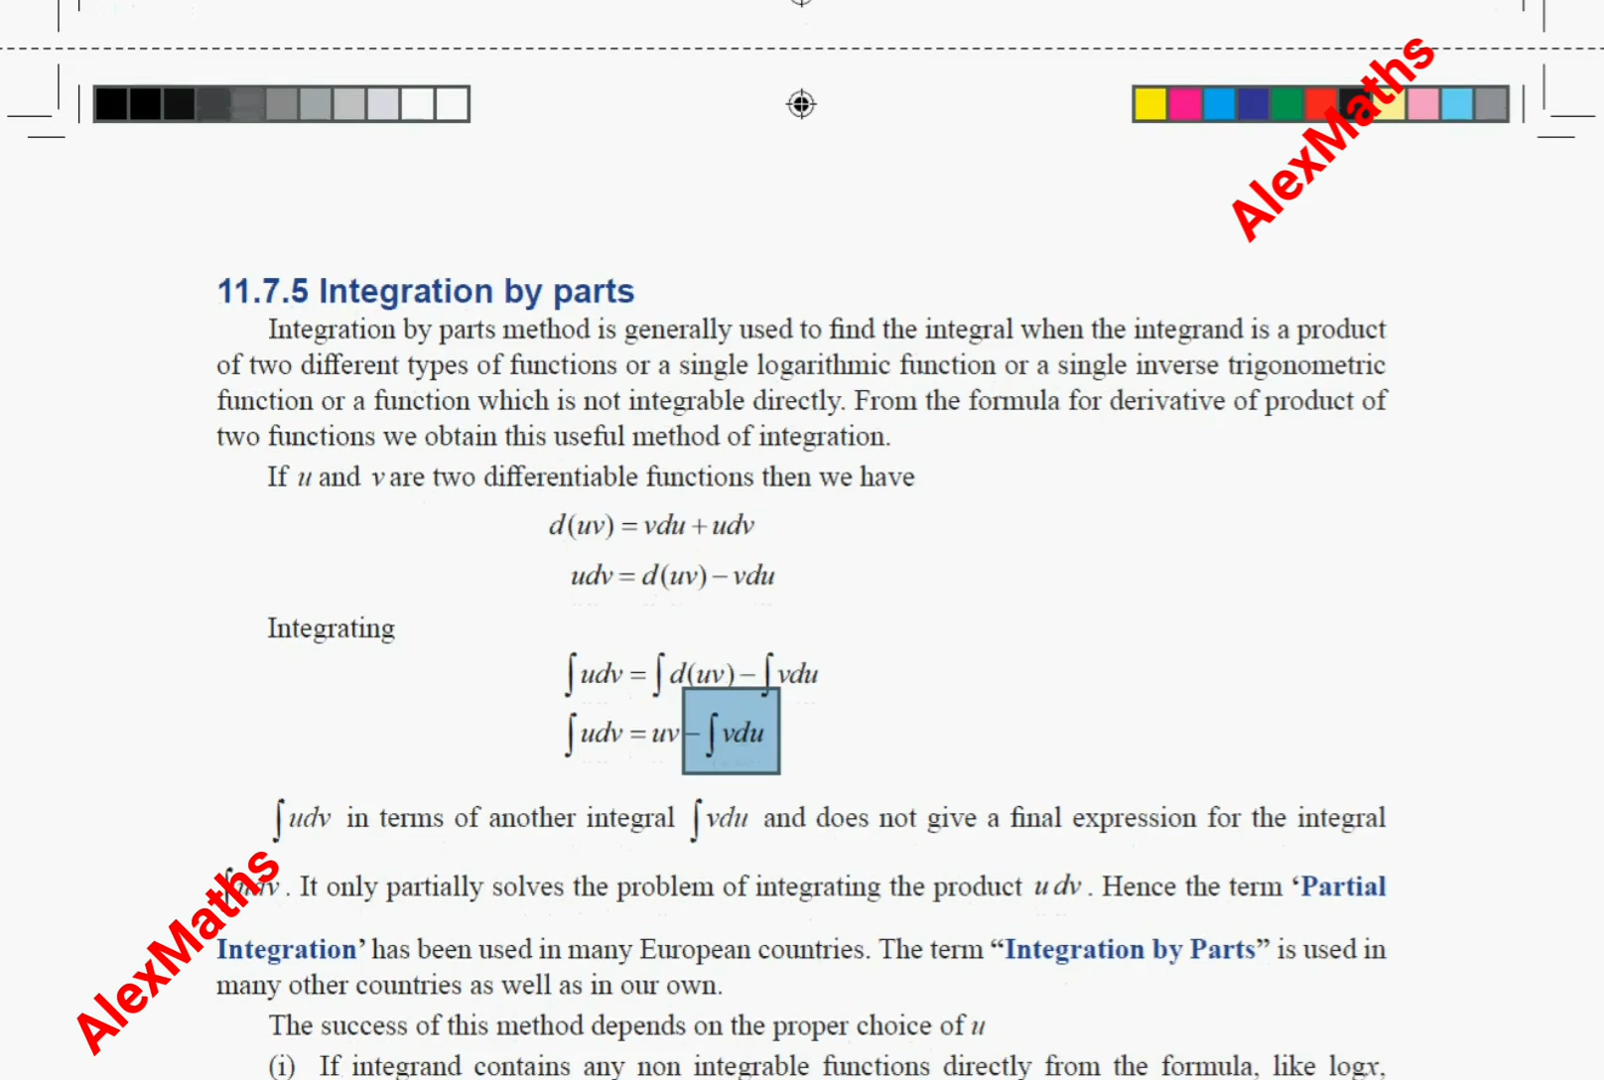 AlexMaths
11.7.5 Integration by parts
Integration by parts method is generally used to find the integral when the integrand is a product
of two different types of functions or a single logarithmic function or a single inverse trigonometric
function or a function which is not integrable directly. From the formula for derivative of product of
two functions we obtain this useful method of integration.
If u and v are two differentiable functions then we have
d(uv) = vdu + udv
udv = d(uv) − vdu
Integrating
∫udv = ∫d(uv) − ∫vdu
∫udv = uv − ∫vdu
∫udv in terms of another integral ∫vdu and does not give a final expression for the integral
∫udv. It only partially solves the problem of integrating the product u dv. Hence the term ‘Partial
Integration’ has been used in many European countries. The term “Integration by Parts” is used in
many other countries as well as in our own.
The success of this method depends on the proper choice of u
(i) If integrand contains any non integrable functions directly from the formula, like logx,
AlexMaths